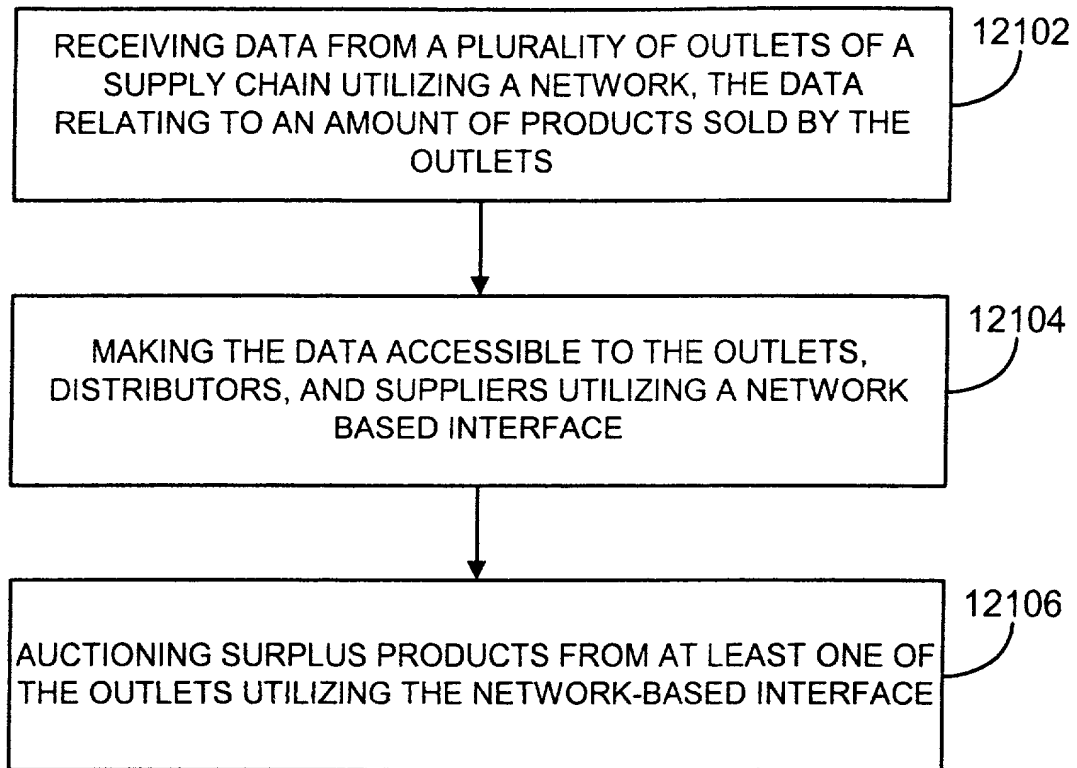 RECEIVING DATA FROM A PLURALITY OF OUTLETS OF A
SUPPLY CHAIN UTILIZING A NETWORK, THE DATA
RELATING TO AN AMOUNT OF PRODUCTS SOLD BY THE
OUTLETS
12102
MAKING THE DATA ACCESSIBLE TO THE OUTLETS,
DISTRIBUTORS, AND SUPPLIERS UTILIZING A NETWORK
BASED INTERFACE
12104
AUCTIONING SURPLUS PRODUCTS FROM AT LEAST ONE OF
THE OUTLETS UTILIZING THE NETWORK-BASED INTERFACE
12106